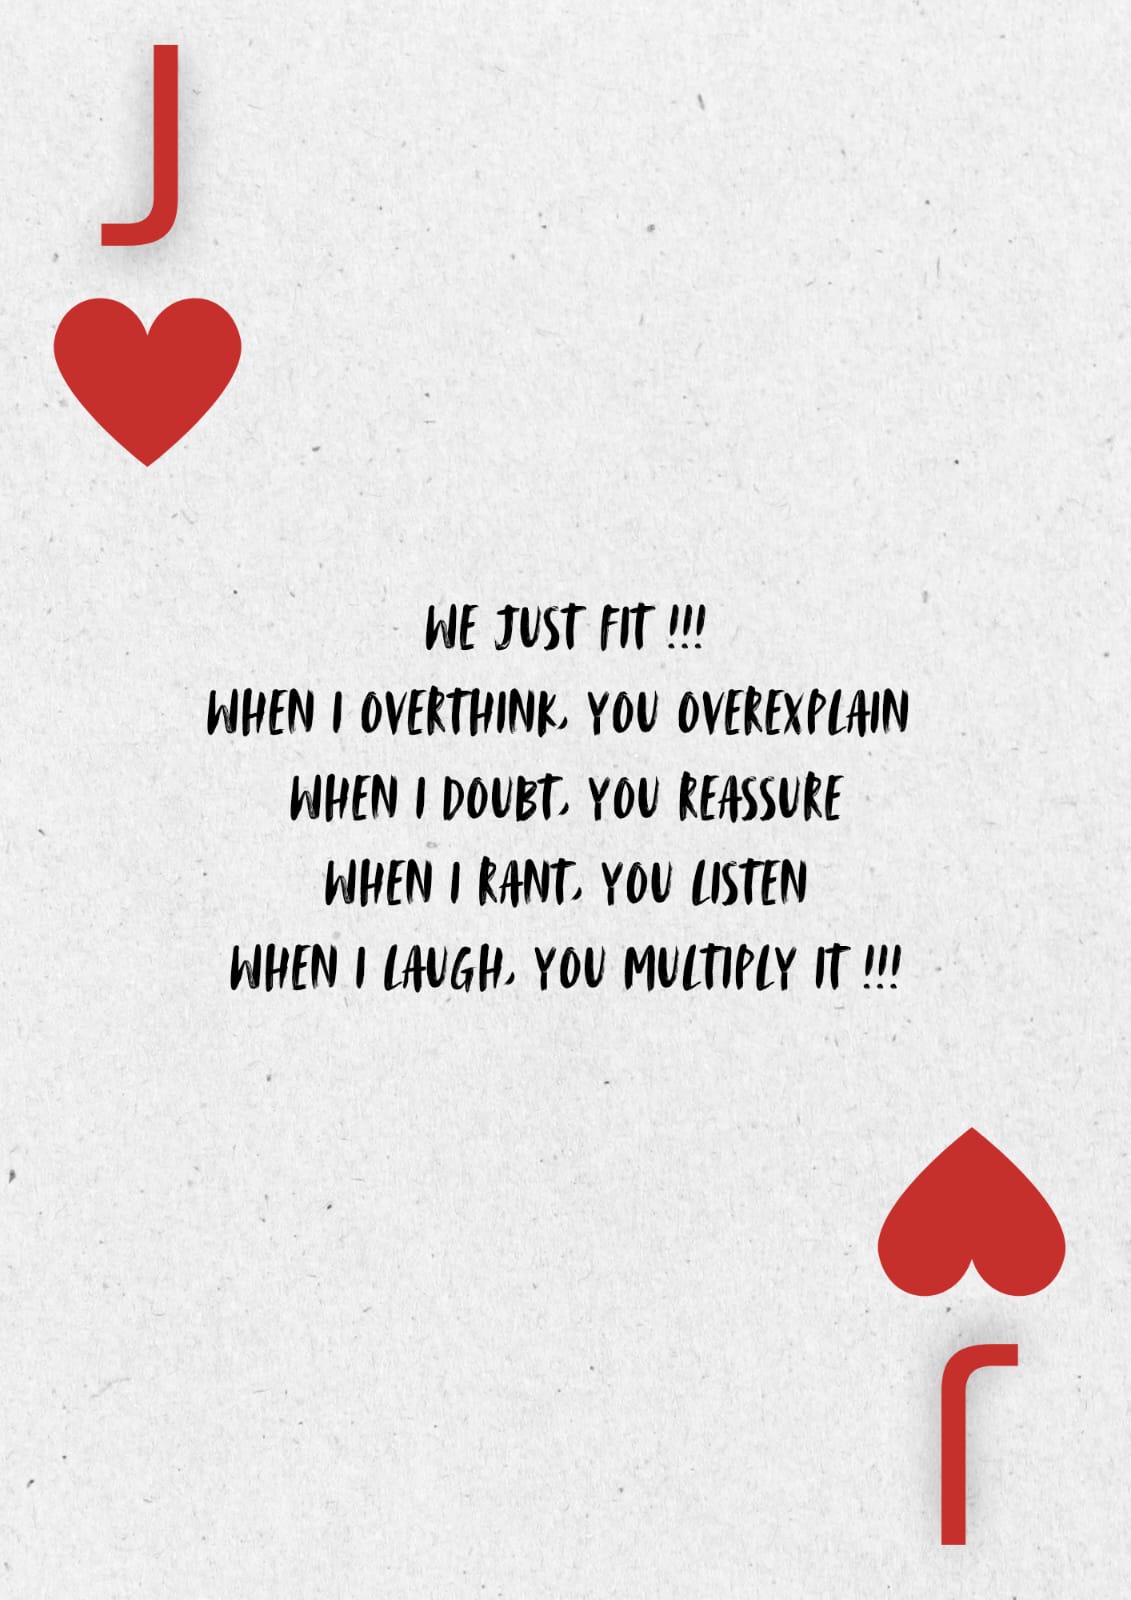 J
WE JUST FIT !!!
WHEN I OVERTHINK, YOU OVEREXPLAIN
WHEN I DOUBT, YOU REASSURE
WHEN I RANT, YOU LISTEN
WHEN I LAUGH, YOU MULTIPLY IT !!!
J